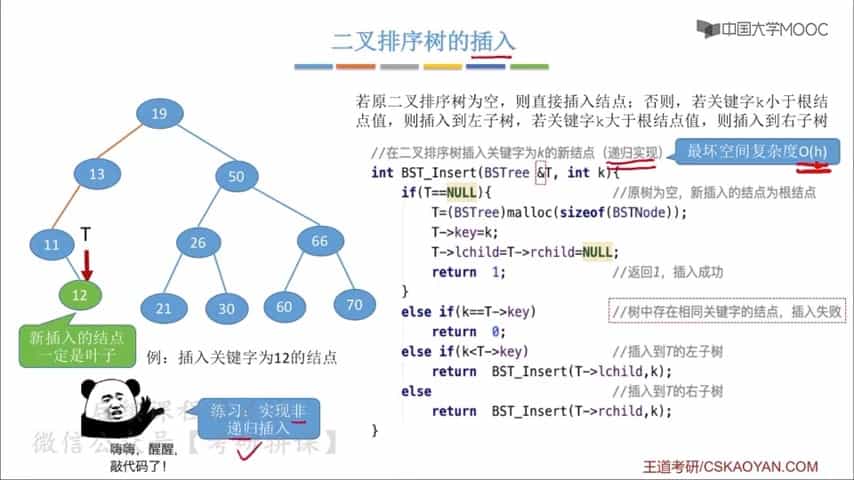 中国大学MOOC
二叉排序树的插入
若原二叉排序树为空，则直接插入结点；否则，若关键字k小于根结
点值，则插入到左子树，若关键字k大于根结点值，则插入到右子树
//在二叉排序树插入关键字为k的新结点（递归实现）
最坏空间复杂度O(h)
int BST_Insert(BSTree &T, int k){
if(T==NULL){ //原树为空，新插入的结点为根结点
T=(BSTree)malloc(sizeof(BSTNode));
T->key=k;
T->lchild=T->rchild=NULL;
return 1; //返回1，插入成功
}
else if(k==T->key) //树中存在相同关键字的结点，插入失败
return 0;
else if(k<T->key) //插入到T的左子树
return BST_Insert(T->lchild,k);
else //插入到T的右子树
return BST_Insert(T->rchild,k);
}
19
13
50
11
T
26
66
12
21
30
60
70
新插入的结点
一定是叶子
例：插入关键字为12的结点
练习：实现非
递归插入
嗨嗨，醒醒，
敲代码了！
王道考研/CSKAOYAN.COM